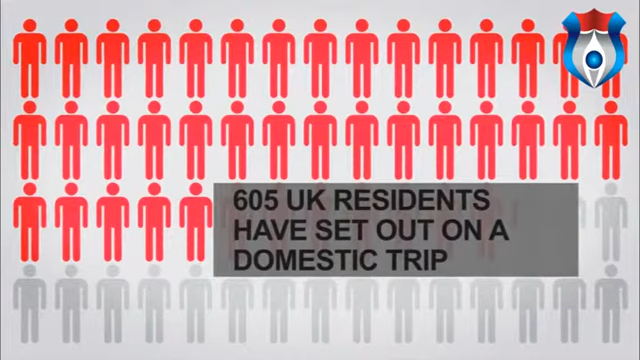 605 UK RESIDENTS
HAVE SET OUT ON A
DOMESTIC TRIP